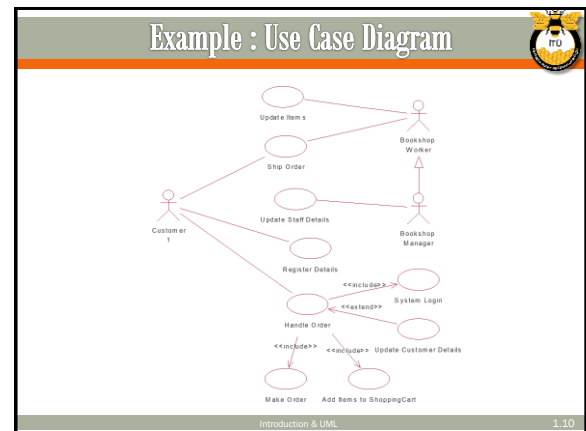 Example : Use Case Diagram
İTÜ
Update Items
Bookshop
Worker
Ship Order
Customer
1
Update Staff Details
Bookshop
Manager
Register Details
<<include>>
System Login
<<extend>>
Handle Order
<<include>>
<<include>>
Update Customer Details
Make Order
Add Items to ShoppingCart
Introduction & UML
1.10